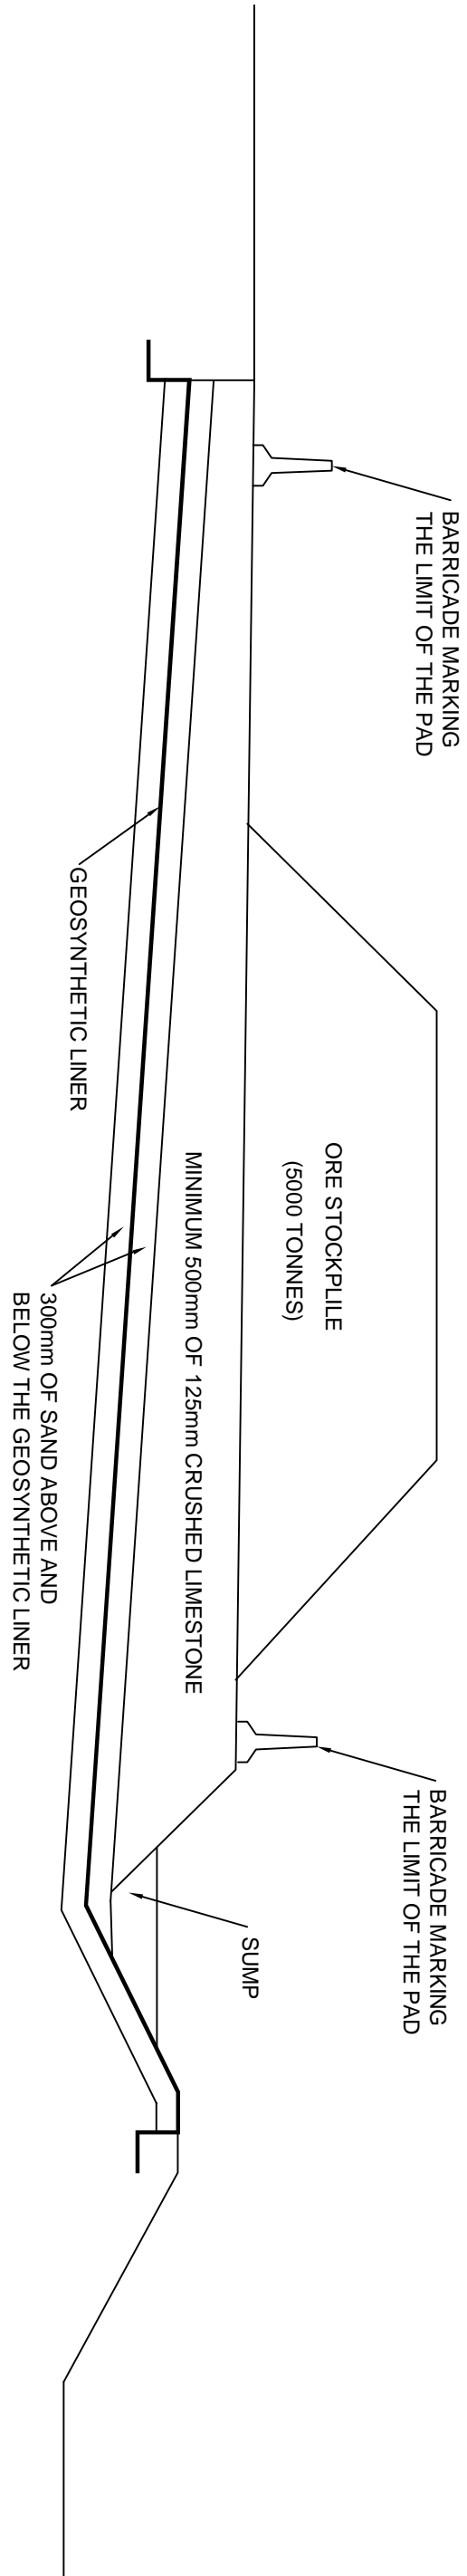 BARRICADE MARKING
THE LIMIT OF THE PAD
ORE STOCKPLILE
(5000 TONNES)
MINIMUM 500mm OF 125mm CRUSHED LIMESTONE
GEOSYNTHETIC LINER
300mm OF SAND ABOVE AND
BELOW THE GEOSYNTHETIC LINER
BARRICADE MARKING
THE LIMIT OF THE PAD
SUMP